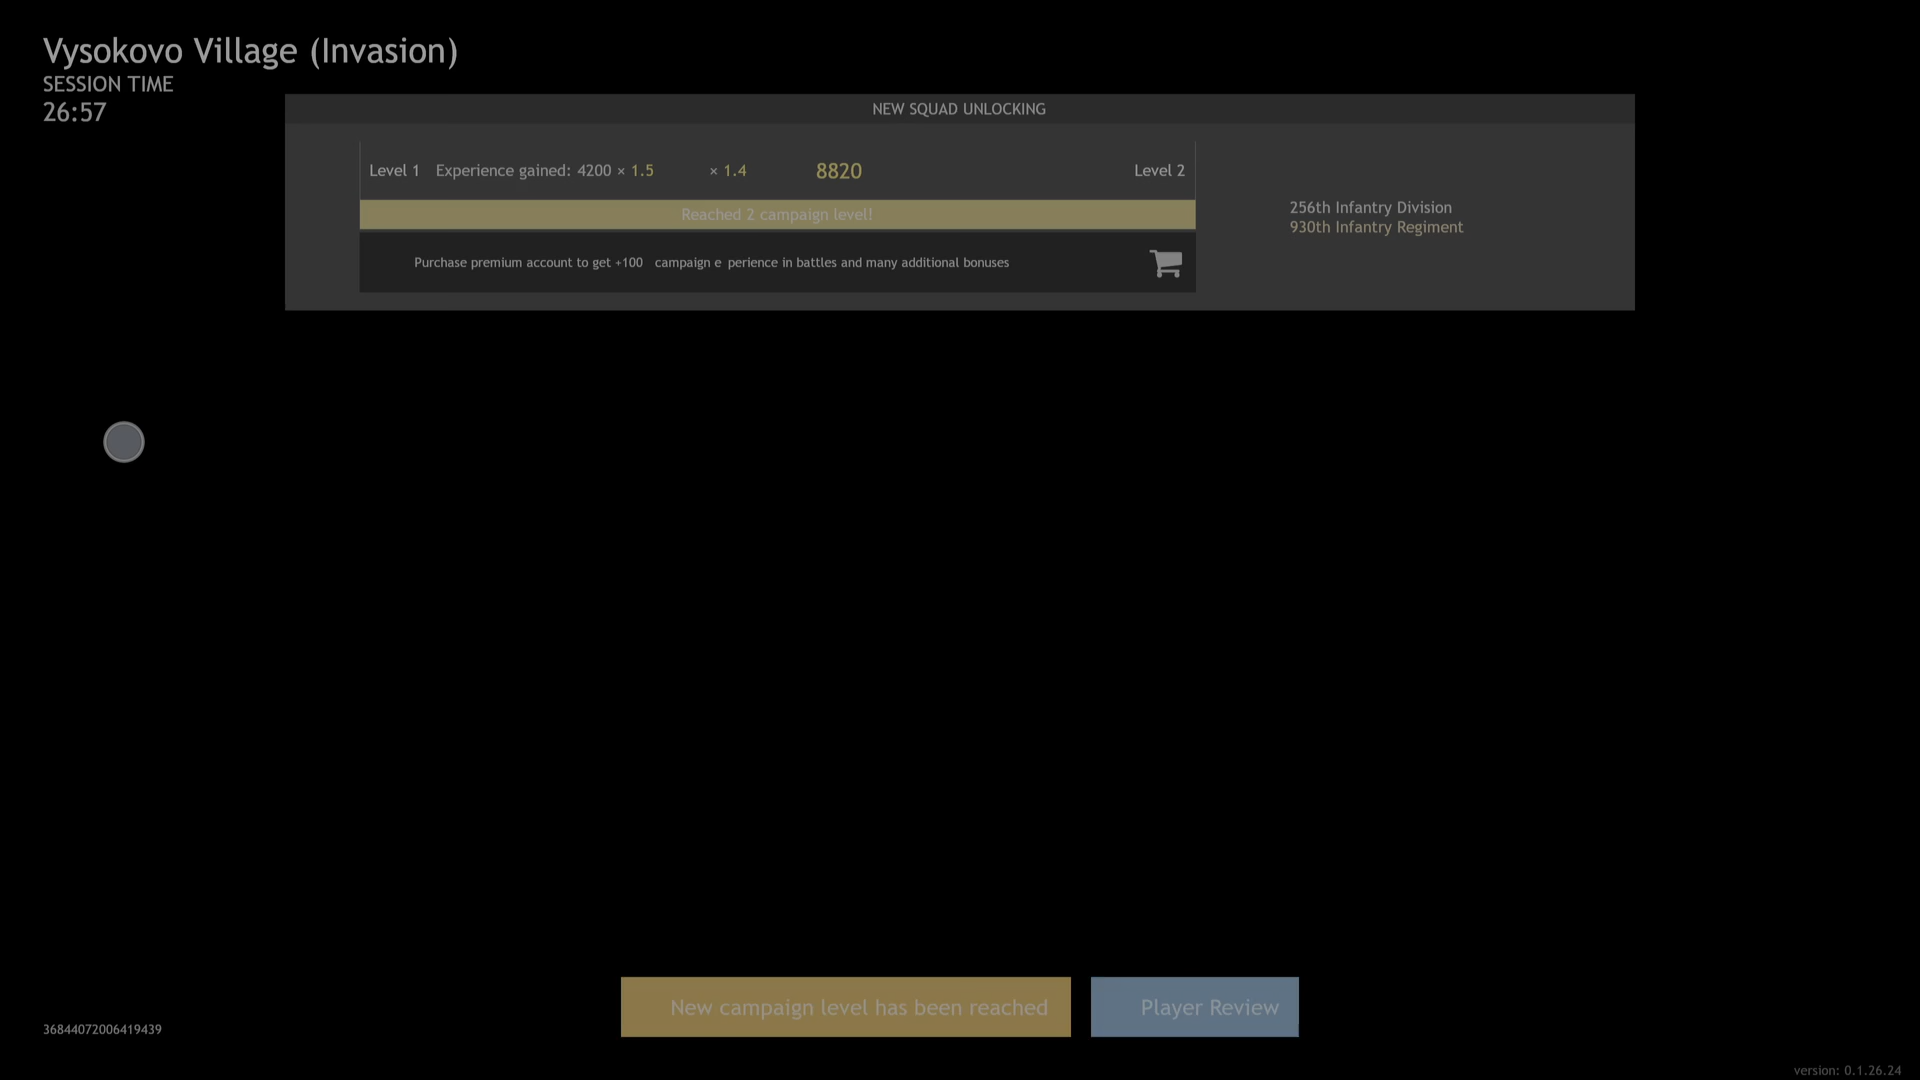 Vysokovo Village (Invasion)
SESSION TIME
26:57
NEW SQUAD UNLOCKING
Level 1 Experience gained: 4200 × 1.5 × 1.4 8820 Level 2
Reached 2 campaign level!
256th Infantry Division
930th Infantry Regiment
Purchase premium account to get +100 campaign e perience in battles and many additional bonuses
New campaign level has been reached
Player Review
36844072006419439
version: 0.1.26.24